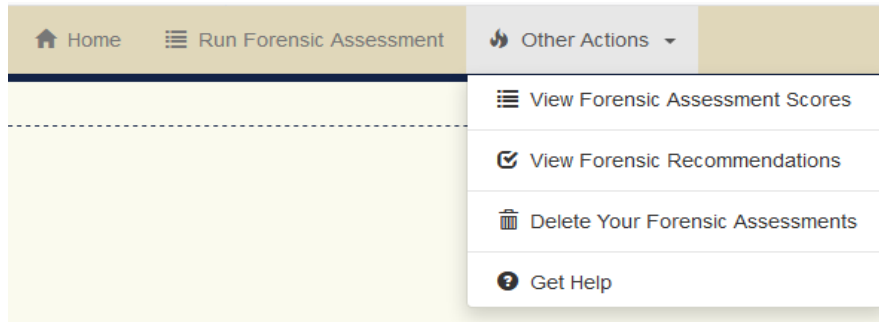 Home Run Forensic Assessment Other Actions
View Forensic Assessment Scores
View Forensic Recommendations
Delete Your Forensic Assessments
Get Help